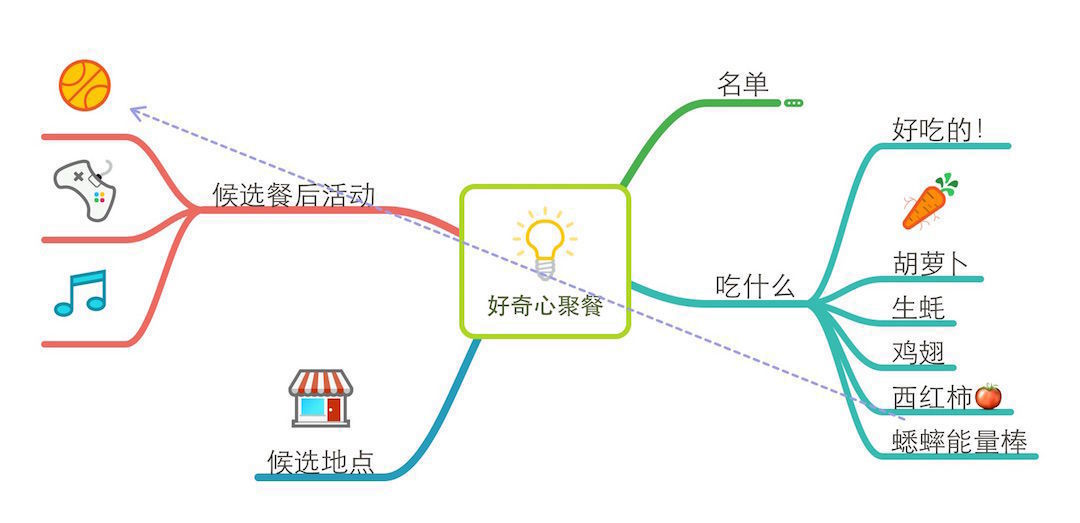 名单
好吃的！
胡萝卜
候选餐后活动
吃什么
好奇心聚餐
生蚝
鸡翅
西红柿
蟋蟀能量棒
候选地点